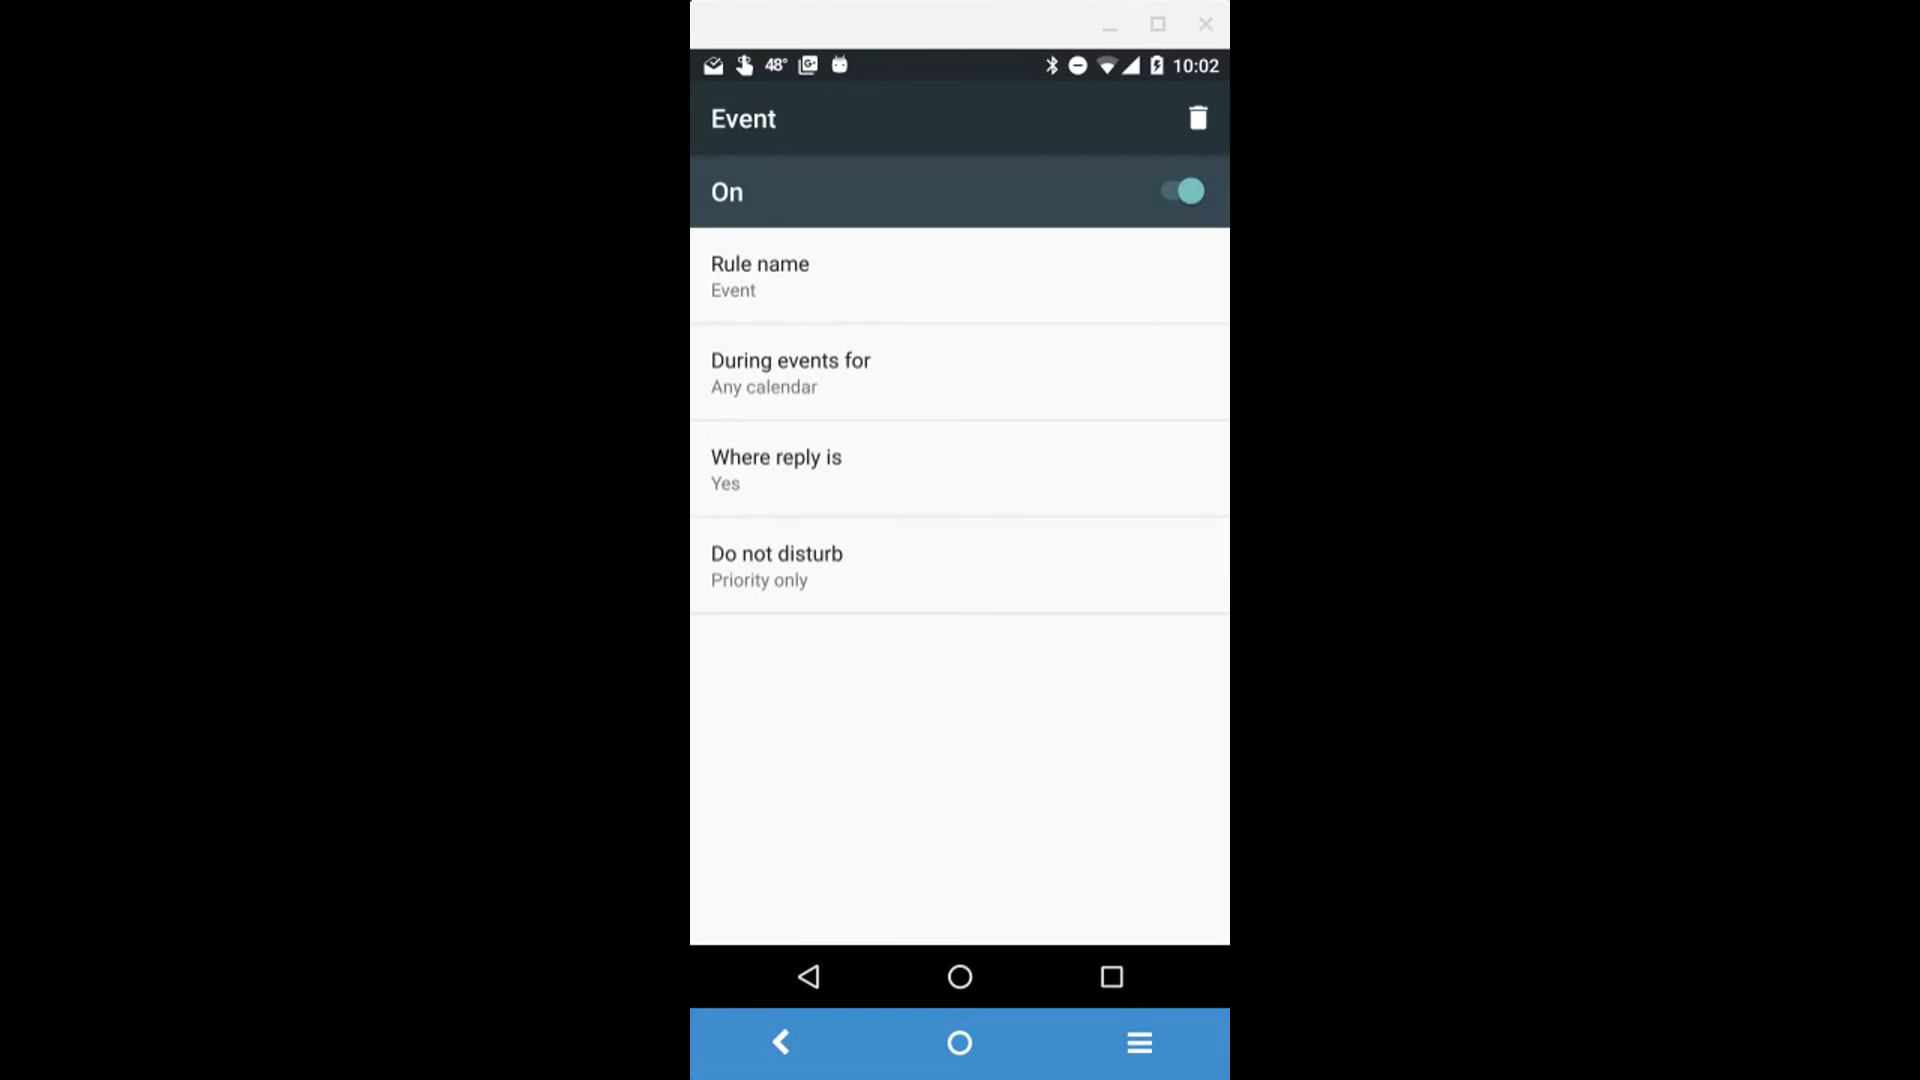 48° 10:02
Event
On
Rule name
Event
During events for
Any calendar
Where reply is
Yes
Do not disturb
Priority only